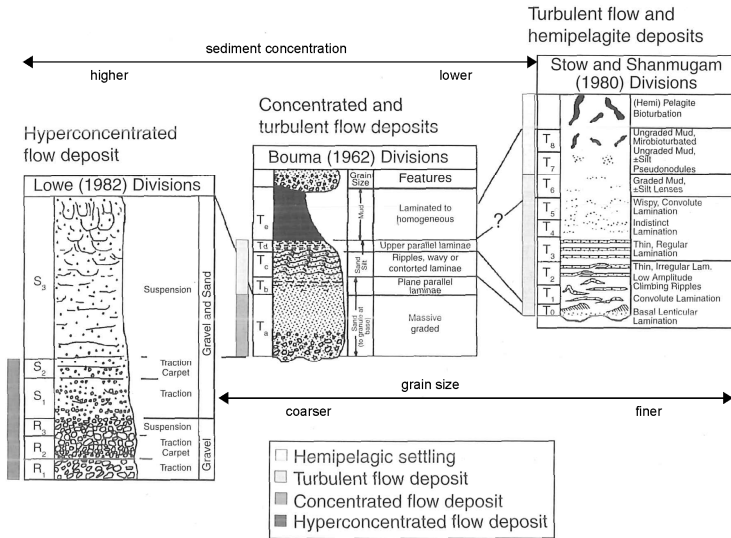 Turbulent flow and
hemipelagite deposits
sediment concentration
higher
lower
Stow and Shanmugam
(1980) Divisions
(Hemi) Pelagite
Bioturbation
T8
Ungraded Mud,
Mirobioturbated
T7
Ungraded Mud,
±Silt
Pseudonodules
T6
Graded Mud,
±Silt Lenses
T5
Wispy, Convolute
Lamination
T4
Indistinct
Lamination
T3
Thin, Regular
Lamination
T2
Thin, Irregular Lam.
Low Amplitude
Climbing Ripples
T1
Convolute Lamination
T0
Basal Lenticular
Lamination
Concentrated and
turbulent flow deposits
Bouma (1962) Divisions
Grain
Size
Features
Te
Mud
Laminated to
homogeneous
?
Td
Upper parallel laminae
Tc
Sand
Silt
Ripples, wavy or
contorted laminae
Tb
Plane parallel
laminae
Ta
Sand
(to granule at
base)
Massive
graded
Hyperconcentrated
flow deposit
Lowe (1982) Divisions
S3
Suspension
Gravel and Sand
S2
Traction
Carpet
S1
Traction
R3
Suspension
R2
Traction
Carpet
R1
Traction
Gravel
grain size
coarser
finer
Hemipelagic settling
Turbulent flow deposit
Concentrated flow deposit
Hyperconcentrated flow deposit